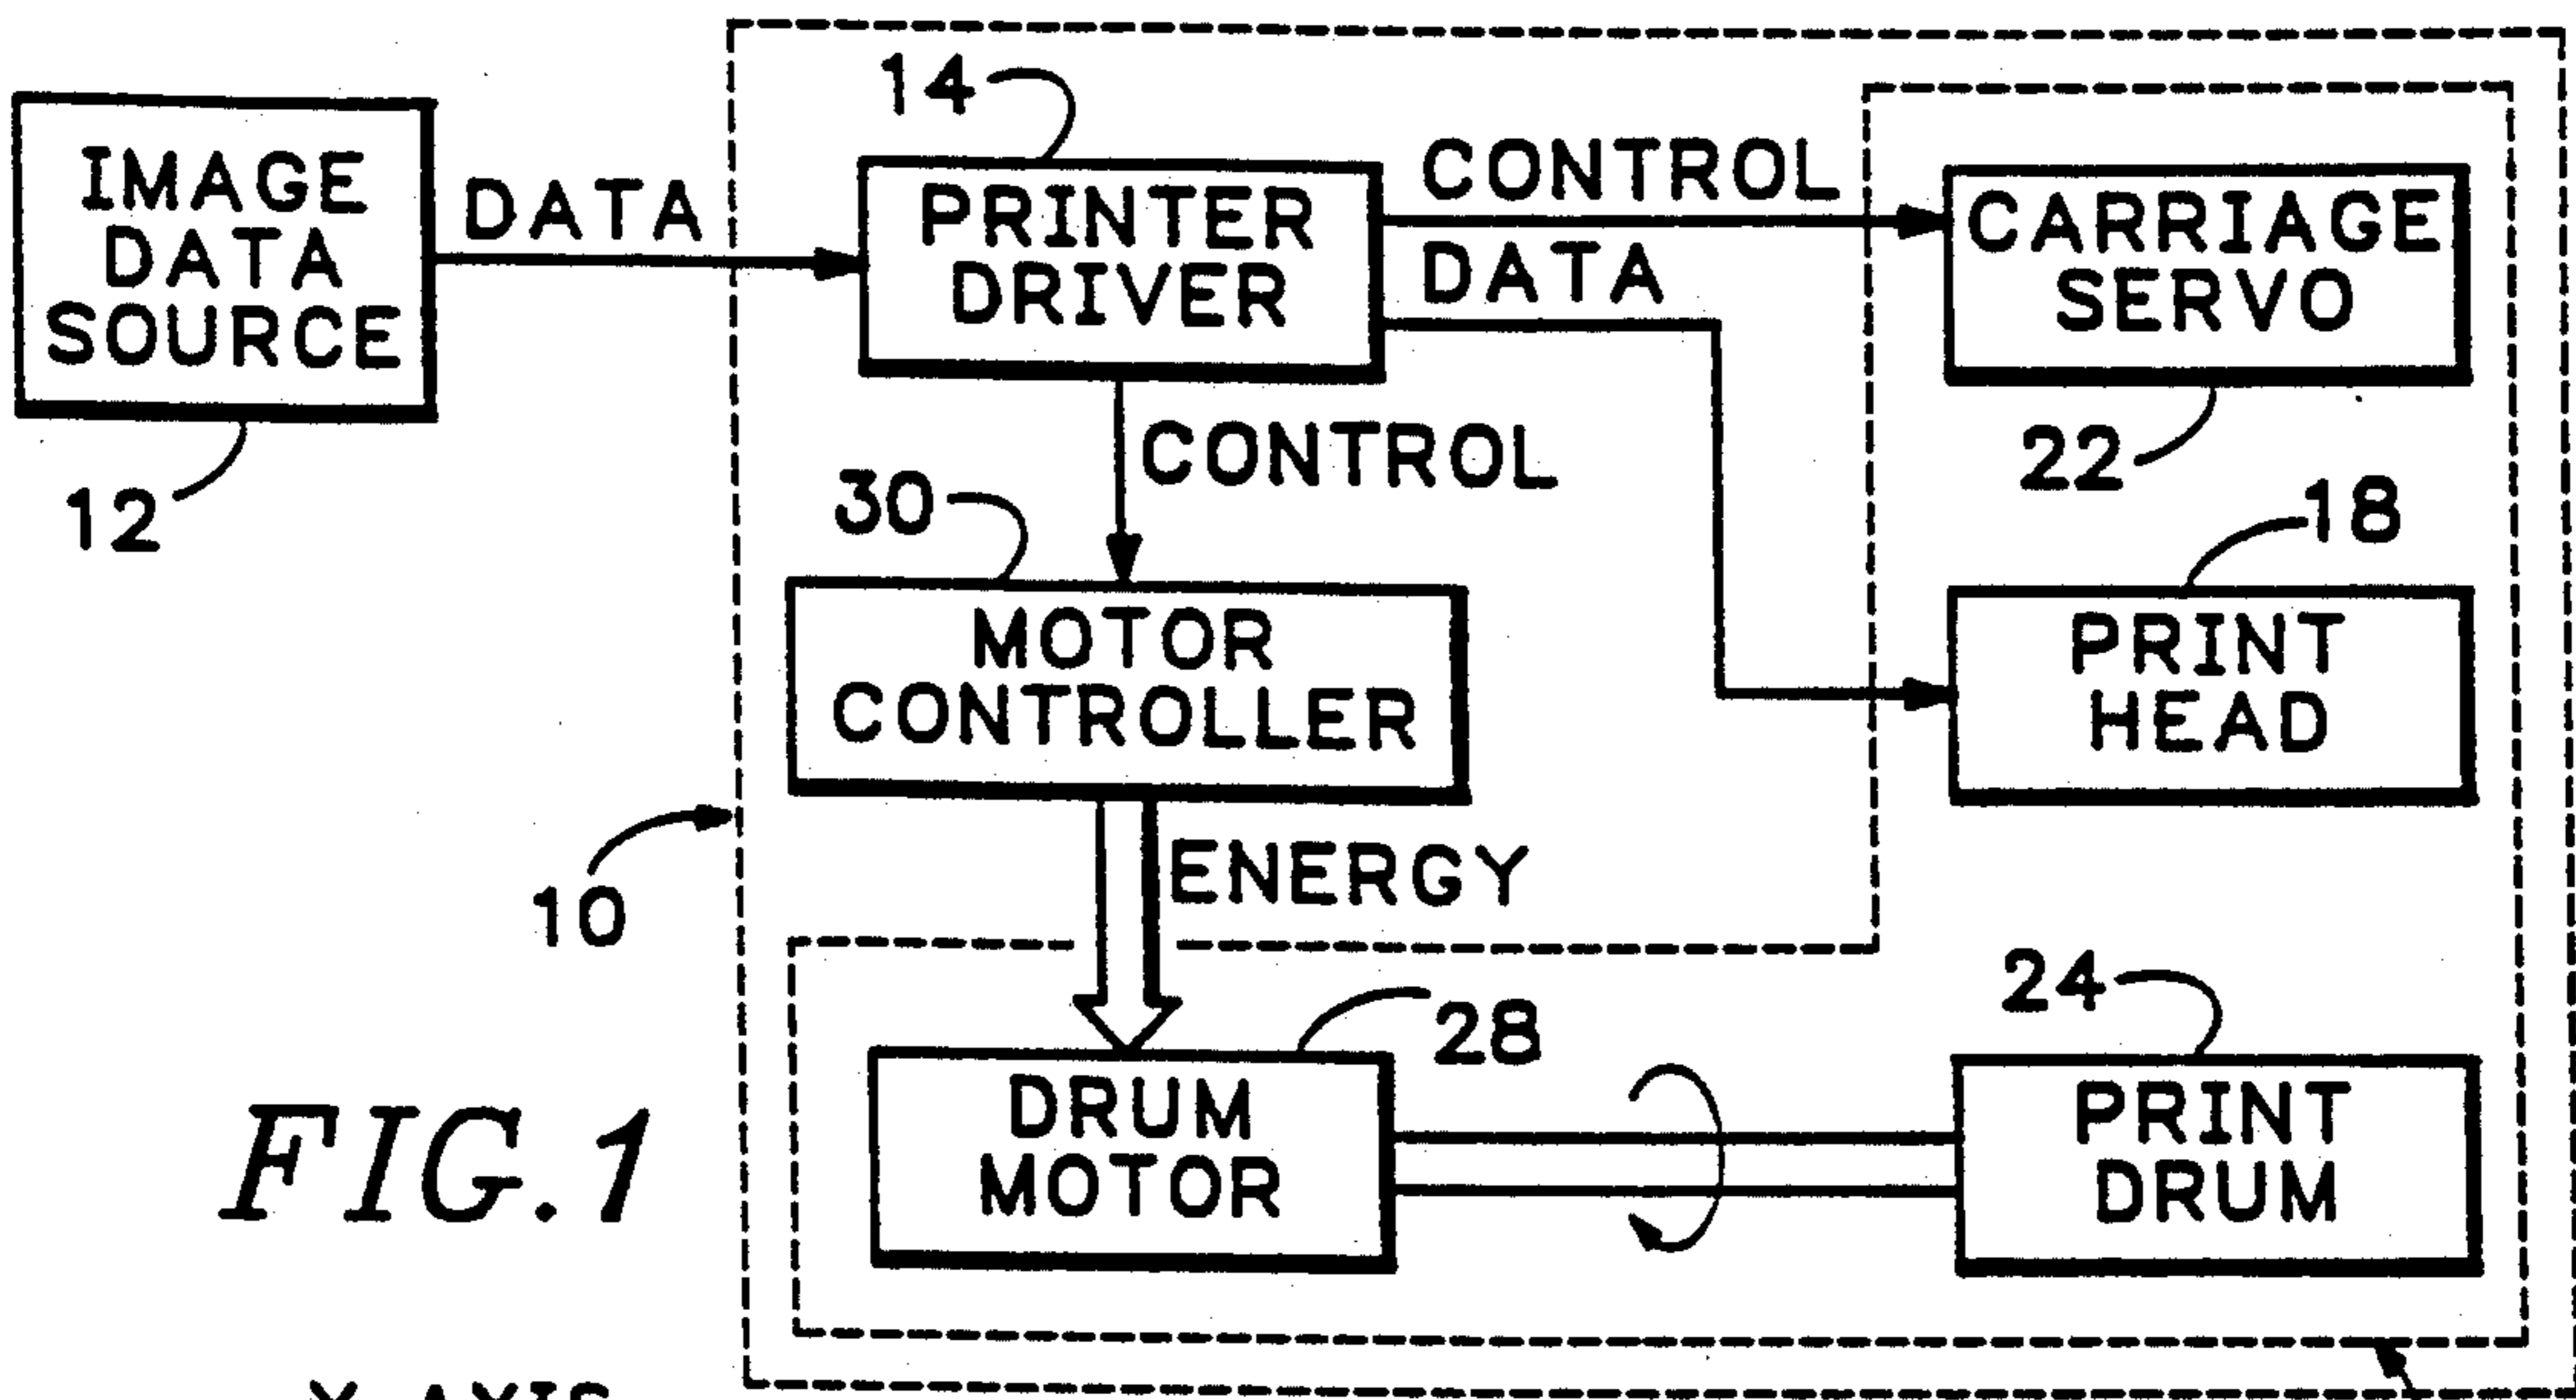 14
IMAGE
DATA
SOURCE
DATA
PRINTER
DRIVER
CONTROL
DATA
CARRIAGE
SERVO
12
CONTROL
22
30
18
MOTOR
CONTROLLER
PRINT
HEAD
10
ENERGY
24
28
FIG.1
DRUM
MOTOR
PRINT
DRUM